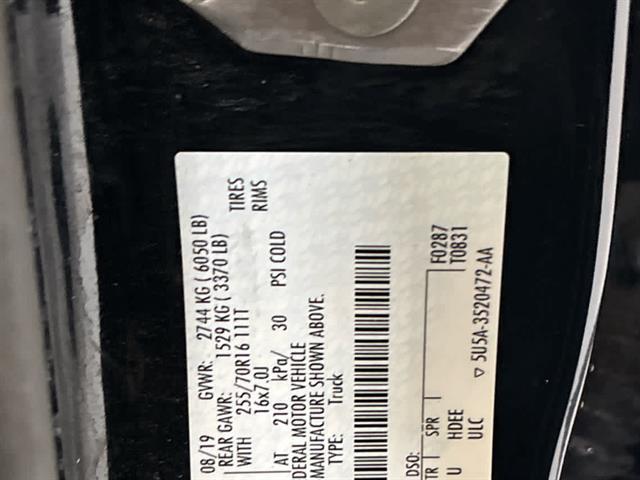 08/19 GVWR: 2744 KG ( 6050 LB)
REAR GAWR: 1529 KG ( 3370 LB)
WITH 255/70R16 111T TIRES
16x7.0J RIMS
AT 210 kPa/ 30 PSI COLD
DERAL MOTOR VEHICLE
MANUFACTURE SHOWN ABOVE.
TYPE: Truck
DSO: F0287
TR SPR T0831
U HDEE
ULC ▽ 5U5A-3520472-AA